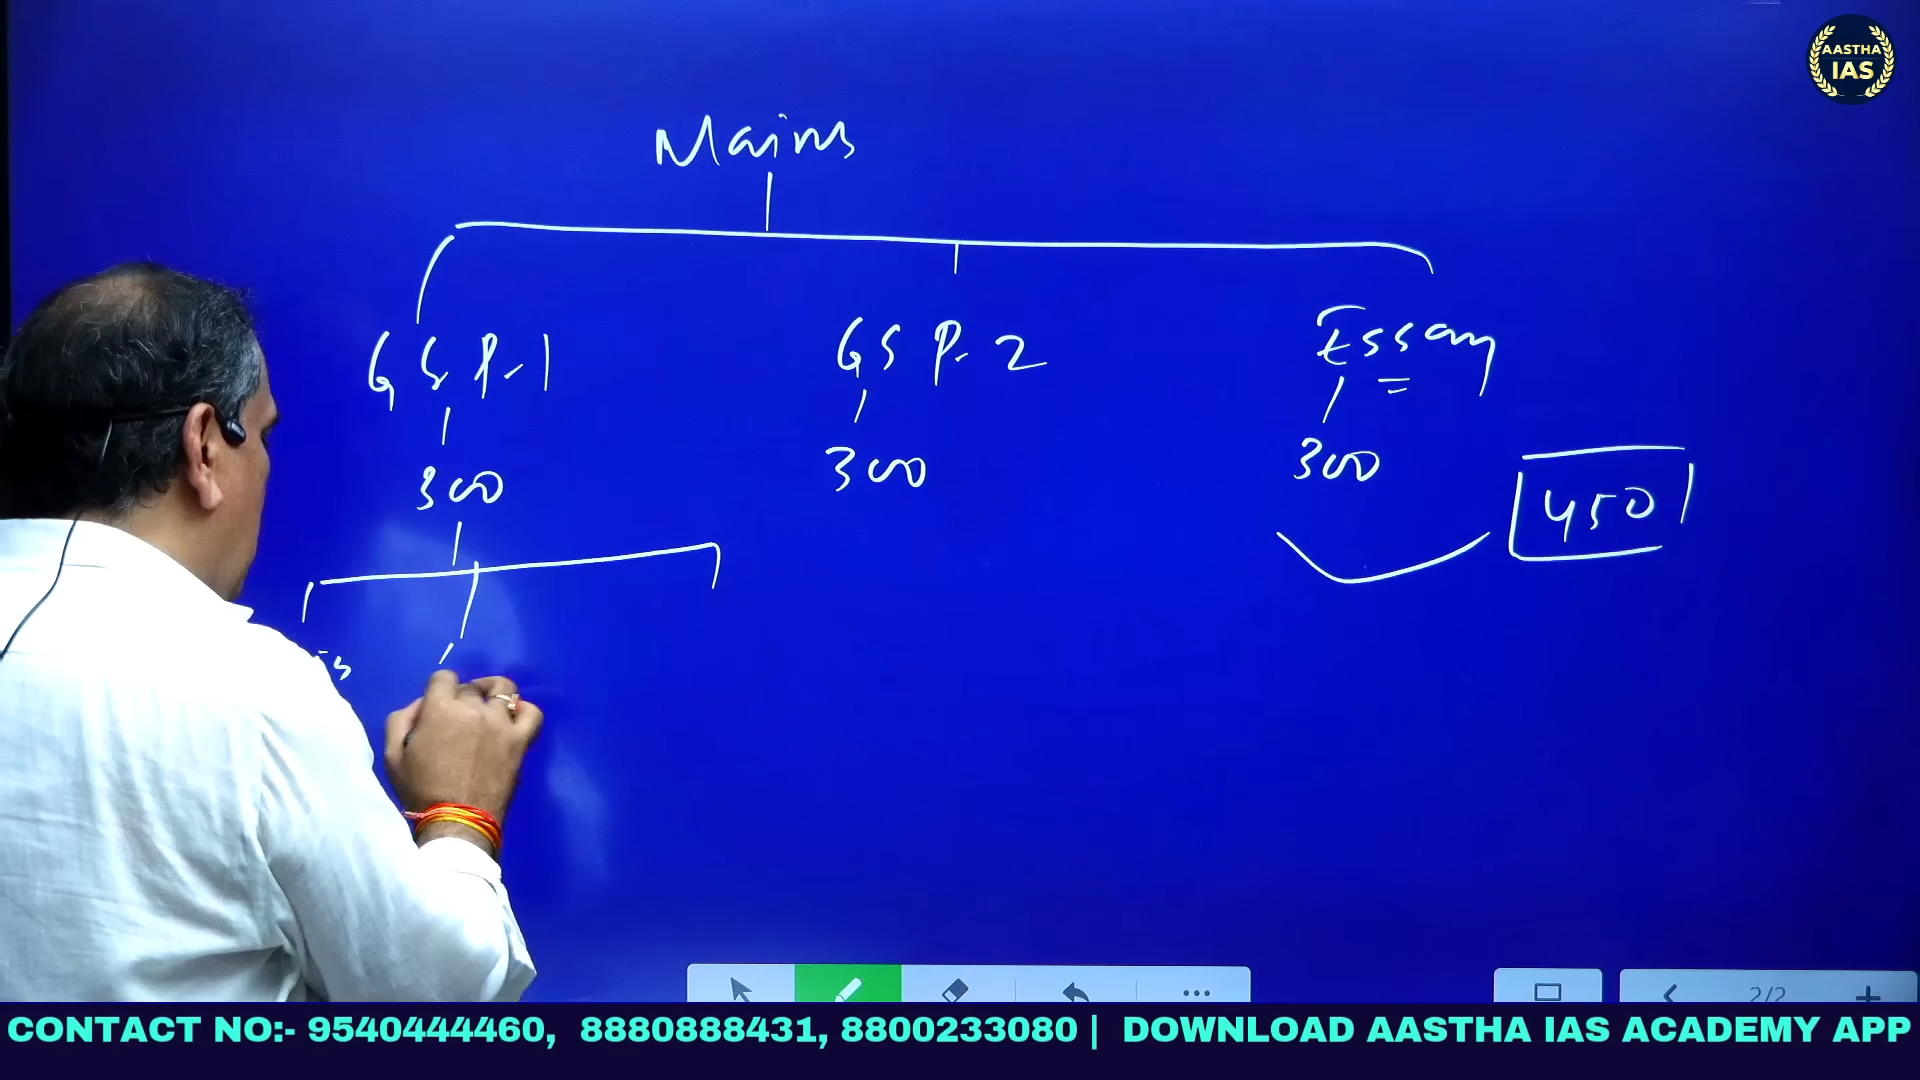 AASTHA
IAS
Mains
GS P-1
GS P-2
Essay
300
300
300
450
2/2
CONTACT NO:- 9540444460, 8880888431, 8800233080 | DOWNLOAD AASTHA IAS ACADEMY APP